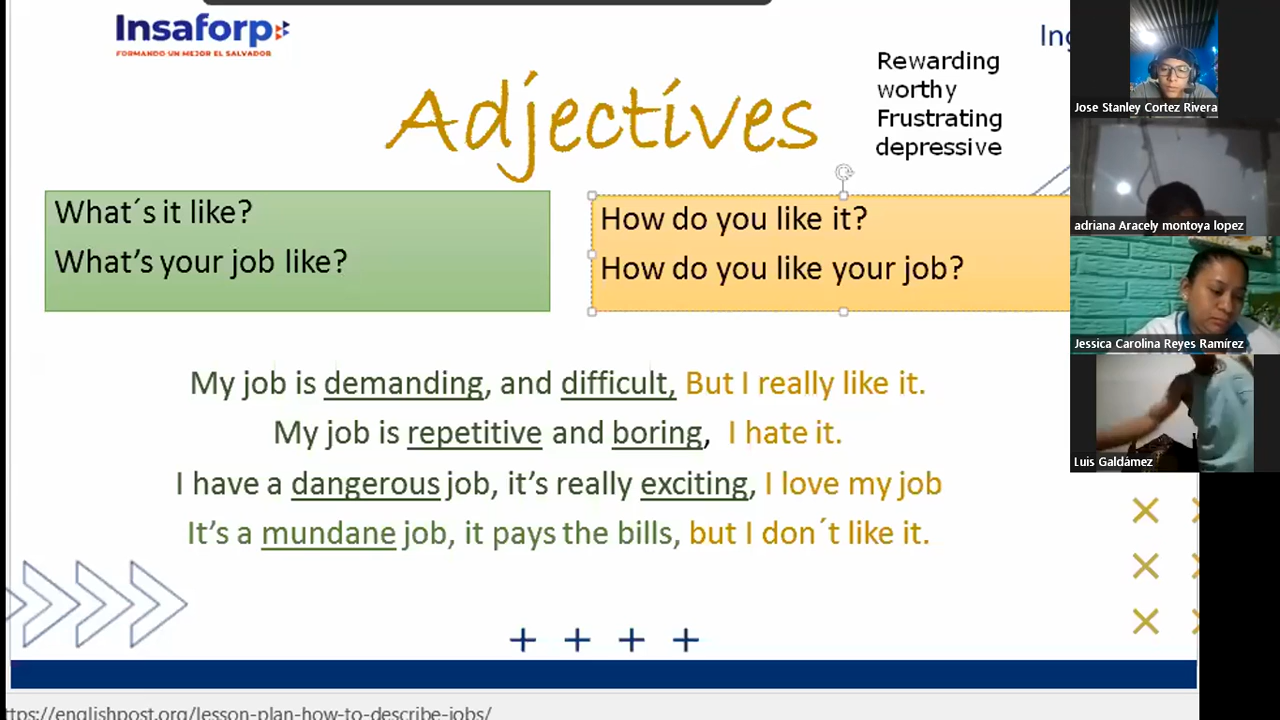 Insaforp
FORMANDO UN MEJOR EL SALVADOR
Adjectives
Rewarding
worthy
Frustrating
depressive
What´s it like?
What's your job like?
How do you like it?
How do you like your job?
My job is demanding, and difficult, But I really like it.
My job is repetitive and boring, I hate it.
I have a dangerous job, it's really exciting, I love my job
It's a mundane job, it pays the bills, but I don´t like it.
ttps://englishpost.org/lesson-plan-how-to-describe-jobs/
Jose Stanley Cortez Rivera
adriana Aracely montoya lopez
Jessica Carolina Reyes Ramírez
Luis Galdámez